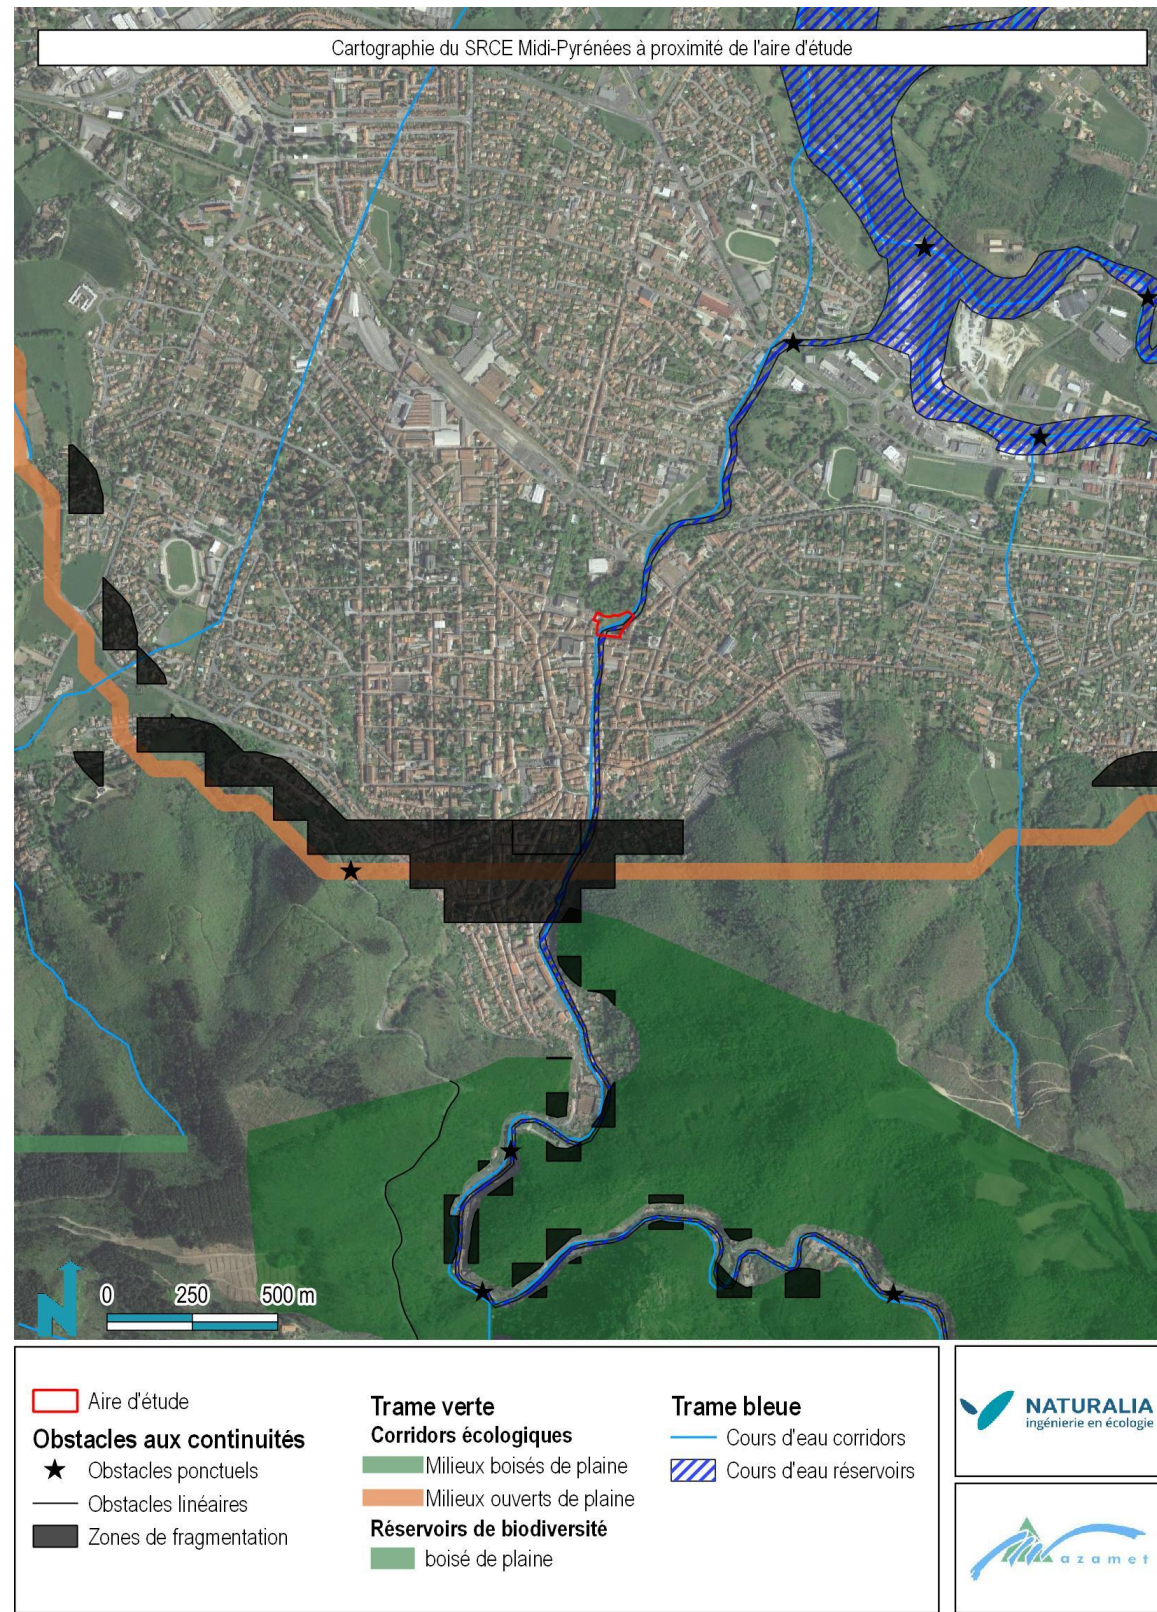 Cartographie du SRCE Midi-Pyrénées à proximité de l'aire d'étude
N
0 250 500 m
Aire d'étude
Obstacles aux continuités
Obstacles ponctuels
Obstacles linéaires
Zones de fragmentation
Trame verte
Corridors écologiques
Milieux boisés de plaine
Milieux ouverts de plaine
Réservoirs de biodiversité
boisé de plaine
Trame bleue
Cours d'eau corridors
Cours d'eau réservoirs
NATURALIA
ingénierie en écologie
Mazamet